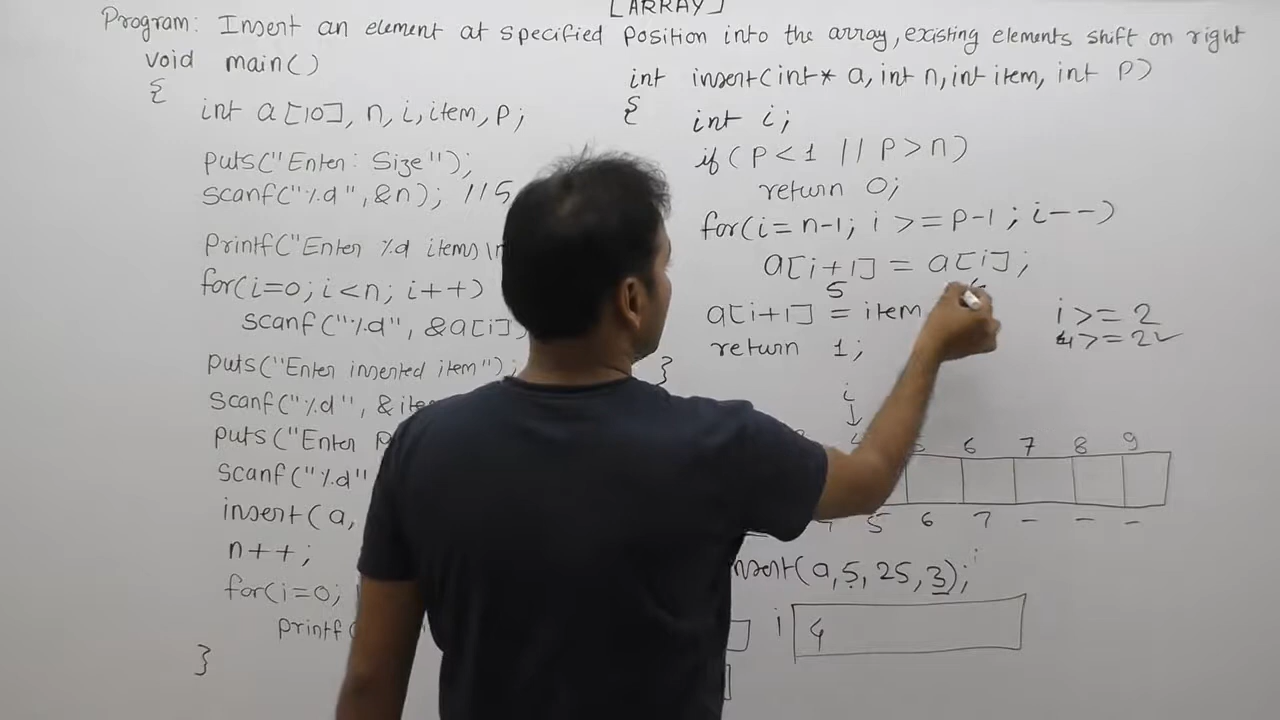 [ARRAY]
Program: Insert an element at specified position into the array, existing elements shift on right
void main()
{
int a[10], n, i, item, p;
puts("Enter: Size");
scanf("%d", &n); //5
Printf("Enter %d items\n
for(i=0; i<n; i++)
scanf("%d", &a[i]);
puts("Enter inserted item");
scanf("%d", &ite
puts("Enter p
scanf("%d"
insert(a,
n++;
for(i=0;
printf(
}
int insert(int* a, int n, int item, int p)
{
int i;
if(p<1 || p>n)
return 0;
for(i=n-1; i>=p-1; i--)
a[i+1] = a[i];
5
a[i+1] = item
return 1;
}
i>=2
4>=2✓
i
↓
6 7 8 9
5 6 7 - - -
nsert(a,5,25,3);
i 4